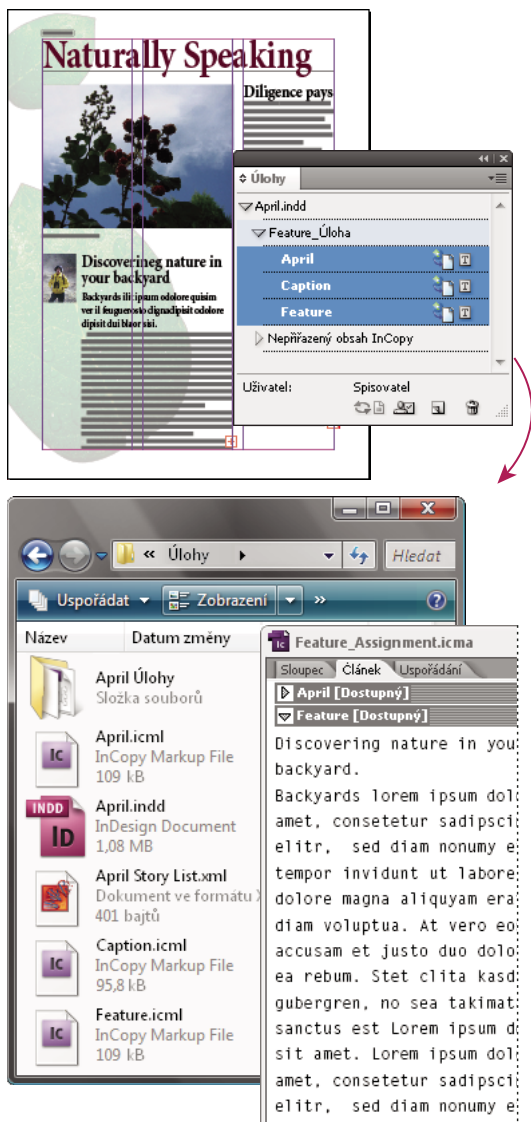 Naturally Speaking
Diligence pays
Discoverineg nature in
your backyard
Backyards ilit ipsum odolore quisim
ver il feuguerosto dignadipisit odolore
dipisit dui blaor sisi.
Úlohy
April.indd
Feature_Úloha
April
Caption
Feature
Nepřiřazený obsah InCopy
Uživatel: Spisovatel
« Úlohy
Hledat
Uspořádat Zobrazení »
Název Datum změny
April Úlohy
Složka souborů
April.icml
InCopy Markup File
109 kB
April.indd
InDesign Document
1,08 MB
April Story List.xml
Dokument ve formátu
401 bajtů
Caption.icml
InCopy Markup File
95,8 kB
Feature.icml
InCopy Markup File
109 kB
Feature_Assignment.icma
Sloupec Článek Uspořádání
April [Dostupný]
Feature [Dostupný]
Discovering nature in you
backyard.
Backyards lorem ipsum dol
amet, consetetur sadipsci
elitr, sed diam nonumy e
tempor invidunt ut labore
dolore magna aliquyam era
diam voluptua. At vero eo
accusam et justo duo dolo
ea rebum. Stet clita kasd
gubergren, no sea takimat
sanctus est Lorem ipsum d
sit amet. Lorem ipsum dol
amet, consetetur sadipsci
elitr, sed diam nonumy e